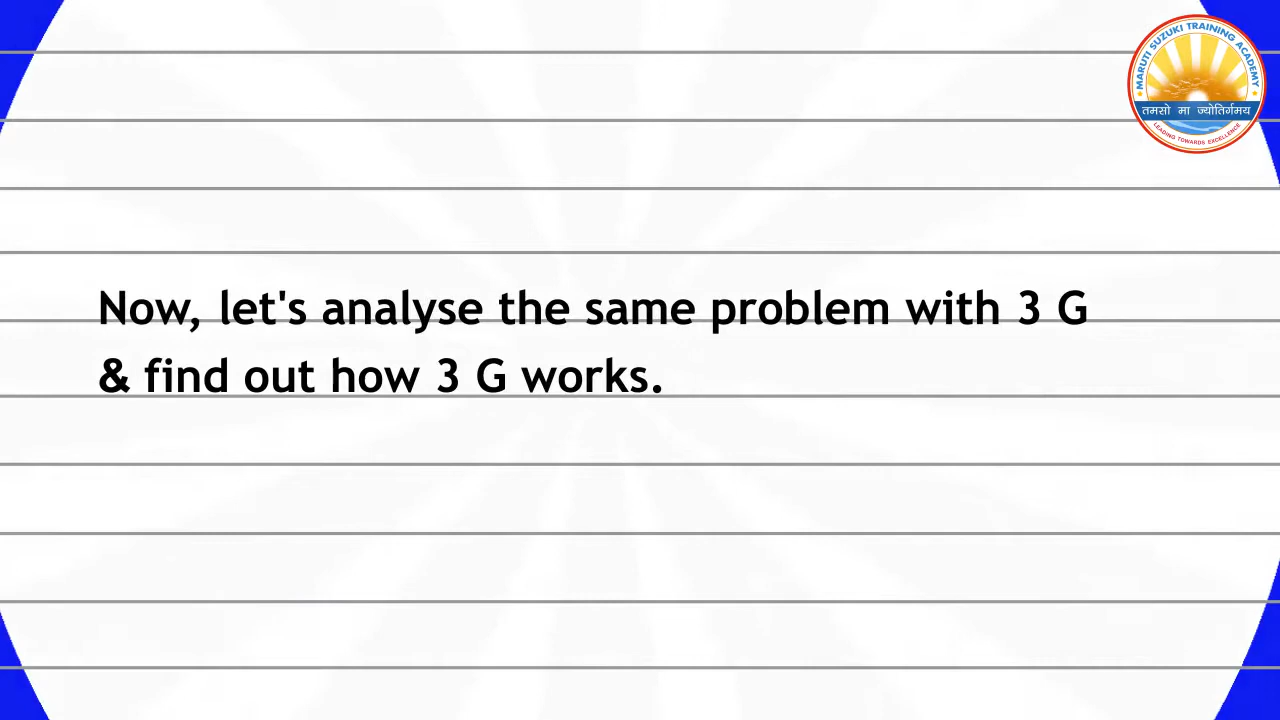 MARUTI SUZUKI TRAINING ACADEMY
तमसो मा ज्योतिर्गमय
LEADING TOWARDS EXCELLENCE
Now, let's analyse the same problem with 3 G
& find out how 3 G works.